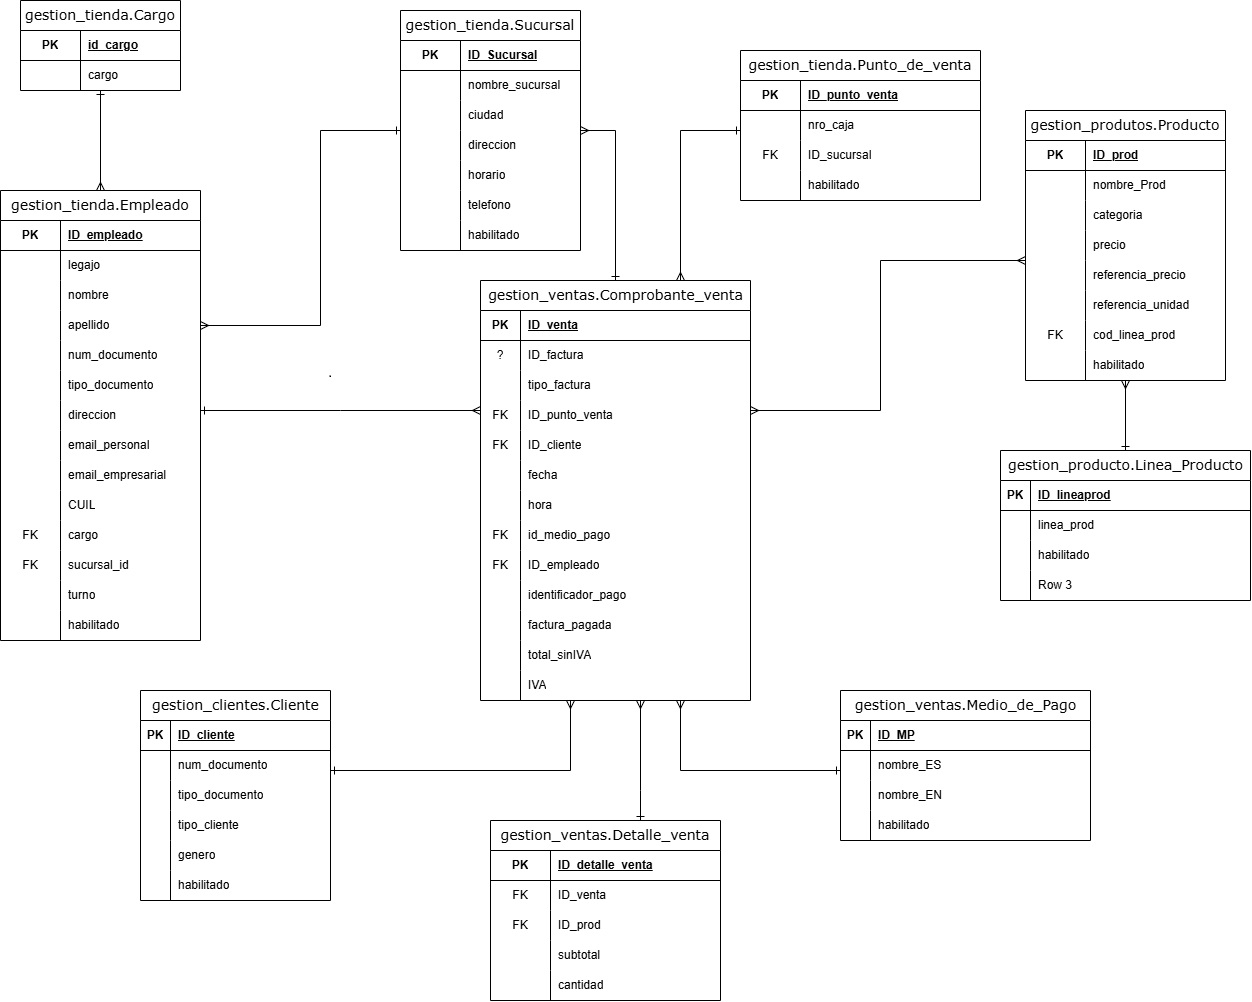 gestion_tienda.Cargo
PK id_cargo
cargo
gestion_tienda.Sucursal
PK ID_Sucursal
nombre_sucursal
ciudad
direccion
horario
telefono
habilitado
gestion_tienda.Punto_de_venta
PK ID_punto_venta
nro_caja
FK ID_sucursal
habilitado
gestion_produtos.Producto
PK ID_prod
nombre_Prod
categoria
precio
referencia_precio
referencia_unidad
FK cod_linea_prod
habilitado
gestion_tienda.Empleado
PK ID_empleado
legajo
nombre
apellido
num_documento
tipo_documento
direccion
email_personal
email_empresarial
CUIL
FK cargo
FK sucursal_id
turno
habilitado
gestion_ventas.Comprobante_venta
PK ID_venta
? ID_factura
tipo_factura
FK ID_punto_venta
FK ID_cliente
fecha
hora
FK id_medio_pago
FK ID_empleado
identificador_pago
factura_pagada
total_sinIVA
IVA
gestion_producto.Linea_Producto
PK ID_lineaprod
linea_prod
habilitado
Row 3
gestion_clientes.Cliente
PK ID_cliente
num_documento
tipo_documento
tipo_cliente
genero
habilitado
gestion_ventas.Medio_de_Pago
PK ID_MP
nombre_ES
nombre_EN
habilitado
gestion_ventas.Detalle_venta
PK ID_detalle_venta
FK ID_venta
FK ID_prod
subtotal
cantidad